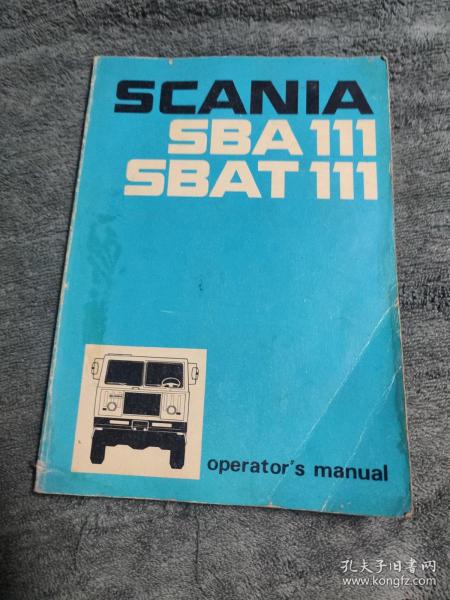 SCANIA
SBA 111
SBAT 111
operator's manual
孔夫子旧书网
www.kongfz.com